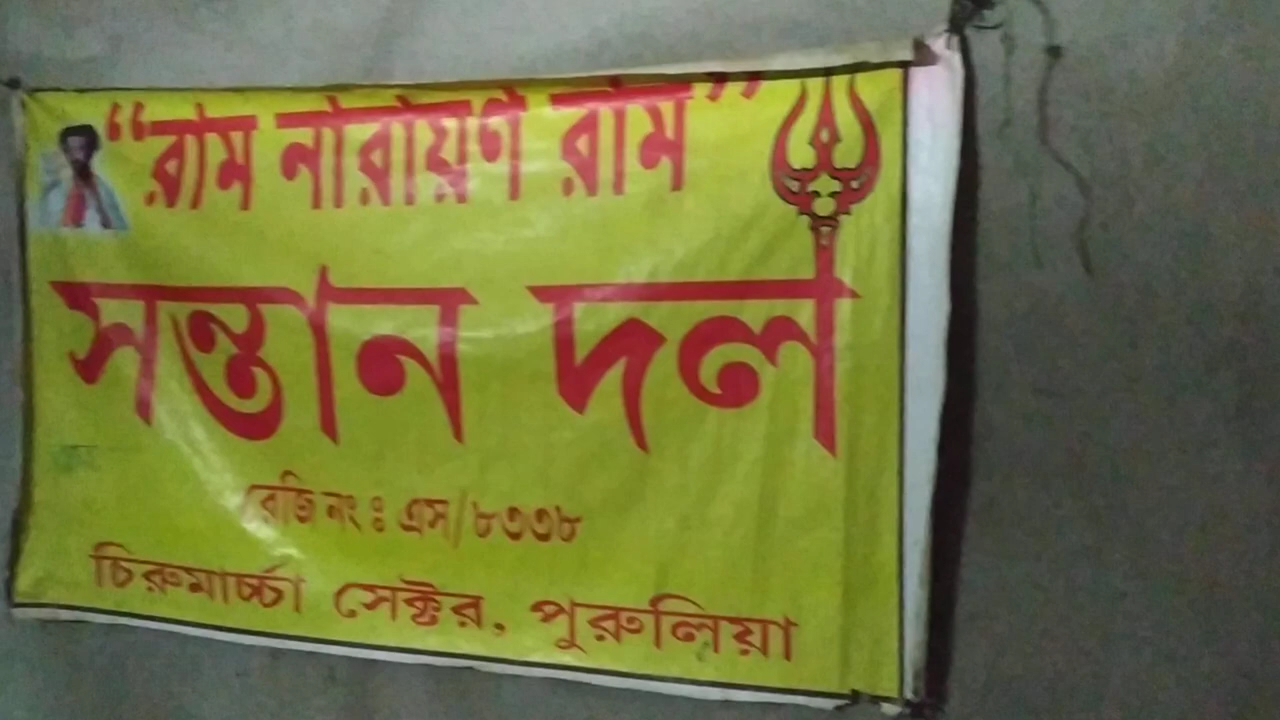 “রাম নারায়ণ রাম”
সন্তান দল
রেজি নং ঃ এস/৮৩৩৮
চিরুমার্চ্চা সেক্টর, পুরুলিয়া